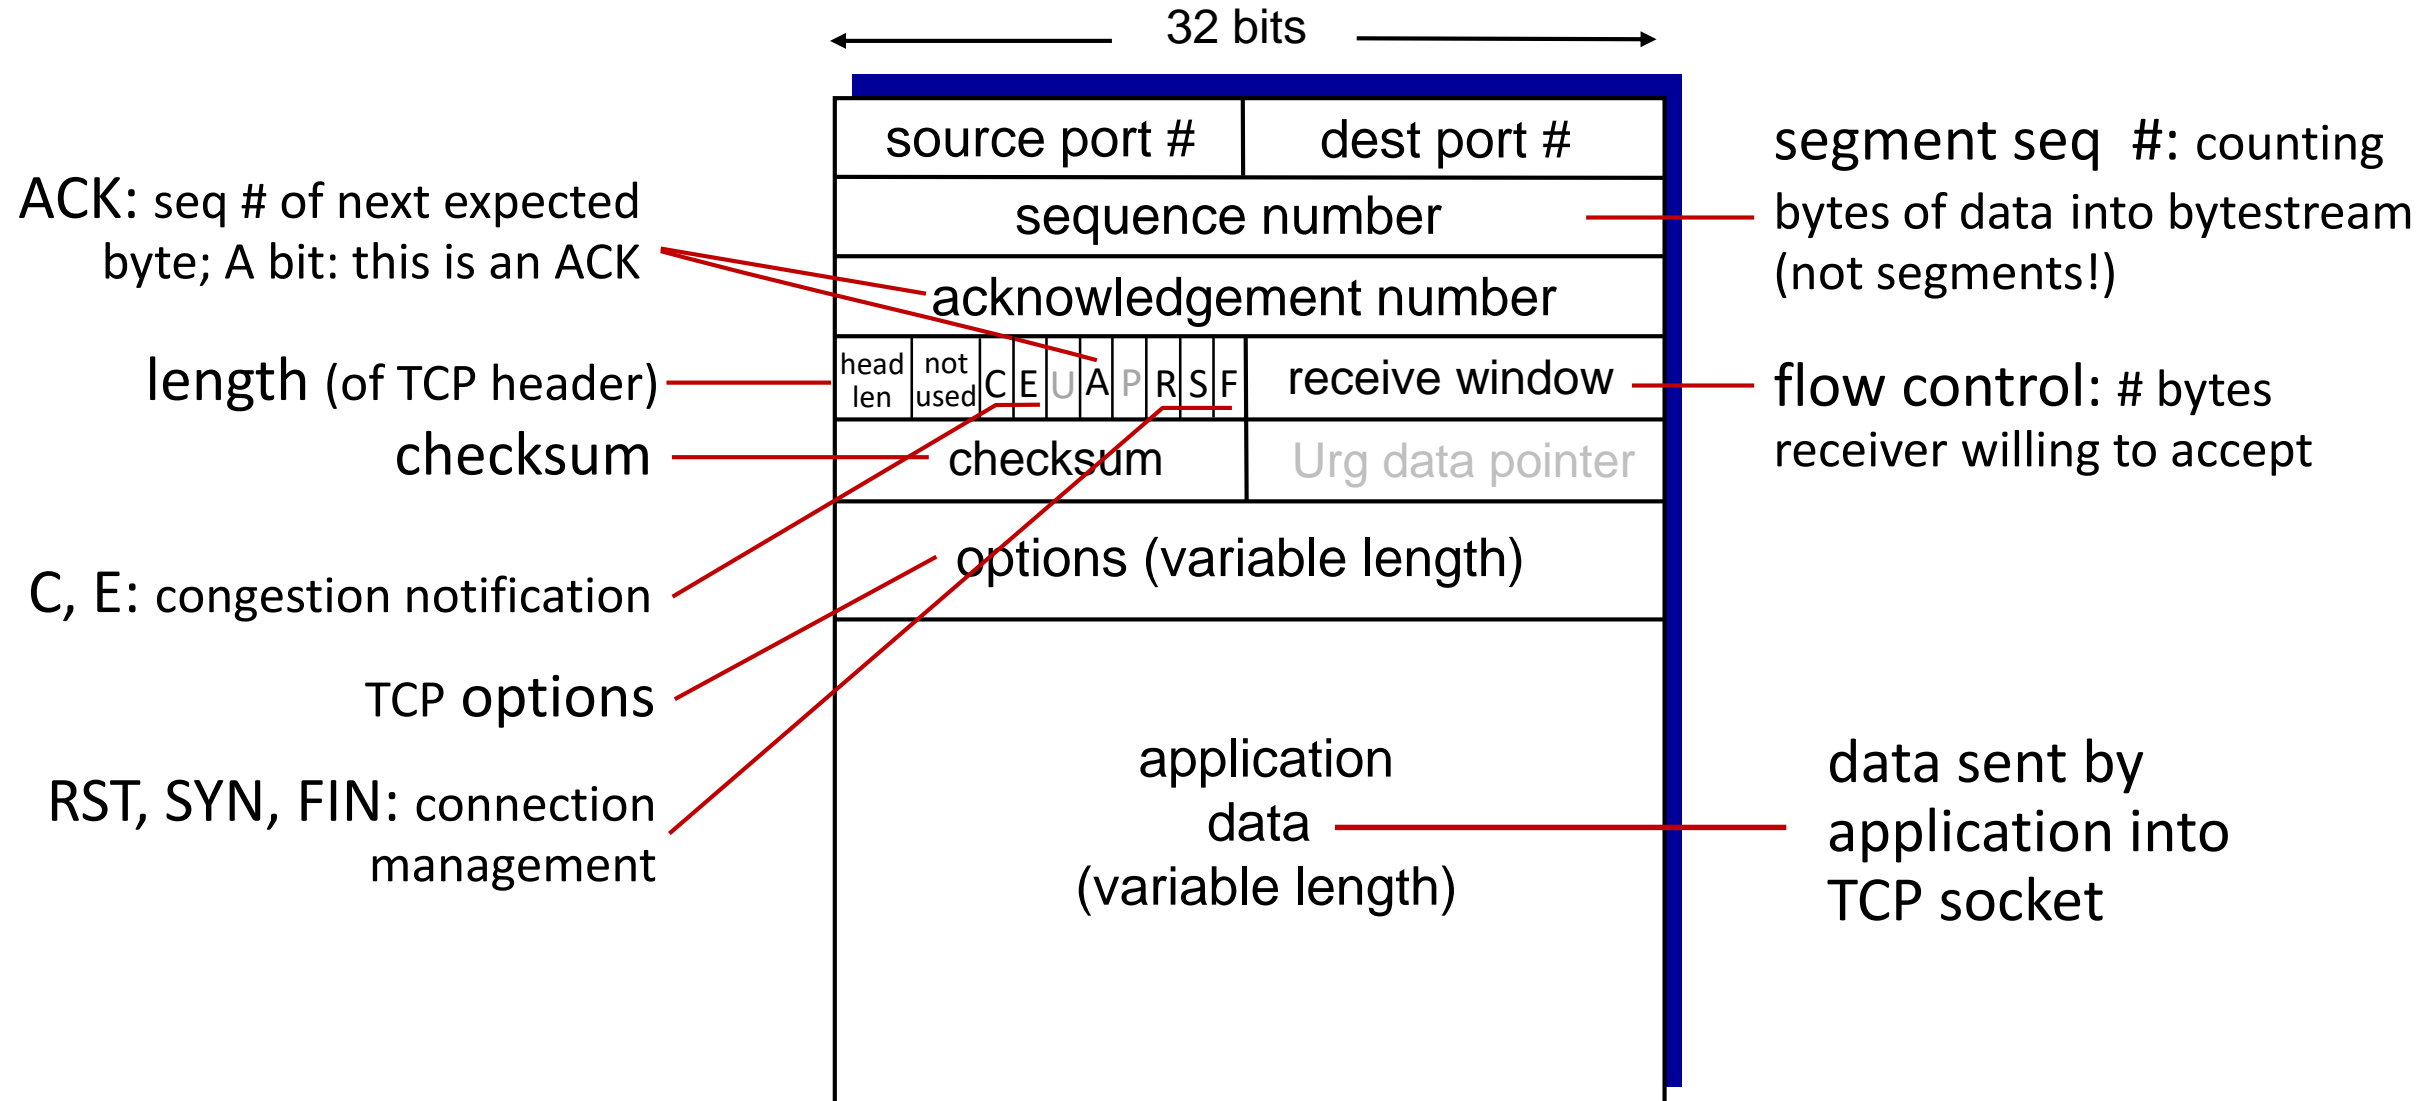 32 bits
source port # dest port #
segment seq #: counting
bytes of data into bytestream
(not segments!)
ACK: seq # of next expected
byte; A bit: this is an ACK
sequence number
acknowledgement number
length (of TCP header)
head
len
not
used
C E U A P R S F
receive window
flow control: # bytes
receiver willing to accept
checksum
checksum
Urg data pointer
options (variable length)
C, E: congestion notification
TCP options
RST, SYN, FIN: connection
management
application
data
(variable length)
data sent by
application into
TCP socket